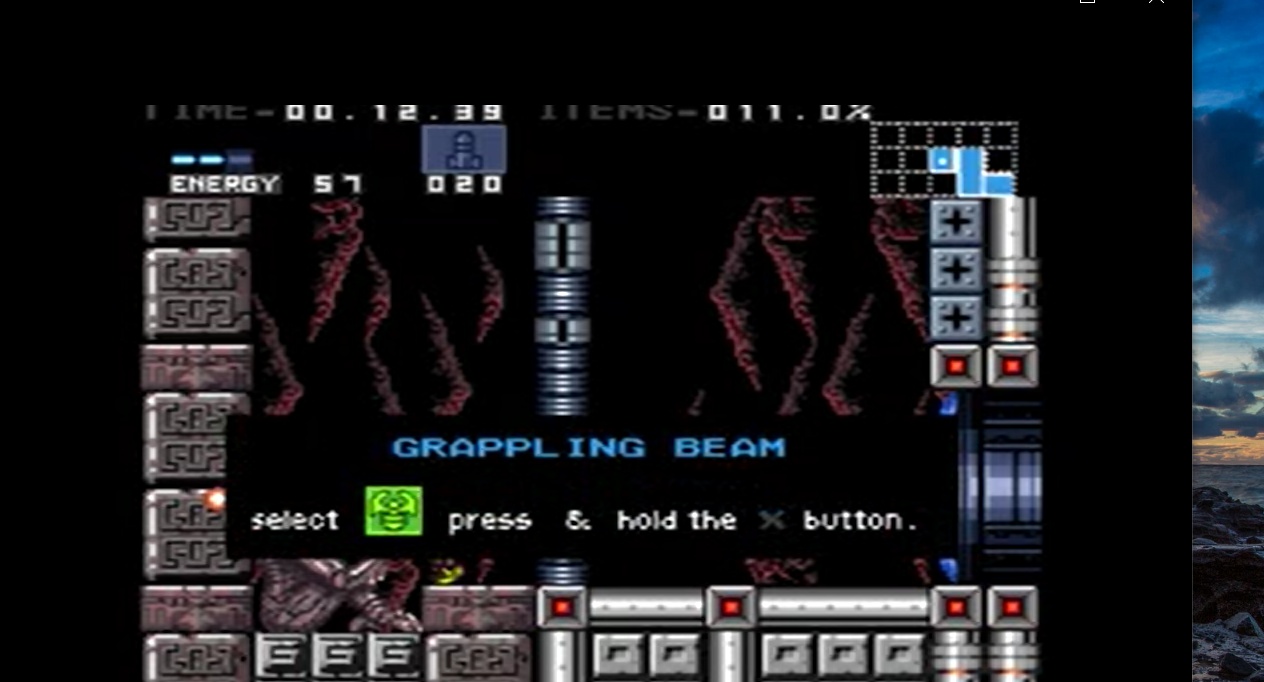 TIME-00.12.39 ITEMS-011.0%
ENERGY 57 020
GRAPPLING BEAM
select press & hold the X button.